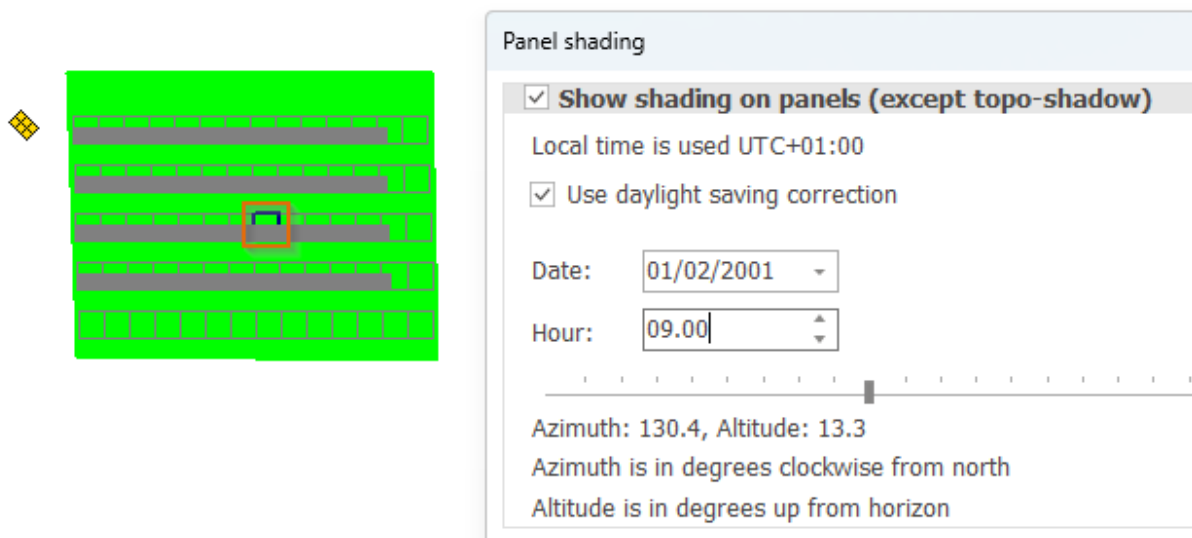 Panel shading
Show shading on panels (except topo-shadow)
Local time is used UTC+01:00
Use daylight saving correction
Date: 01/02/2001
Hour: 09.00
Azimuth: 130.4, Altitude: 13.3
Azimuth is in degrees clockwise from north
Altitude is in degrees up from horizon